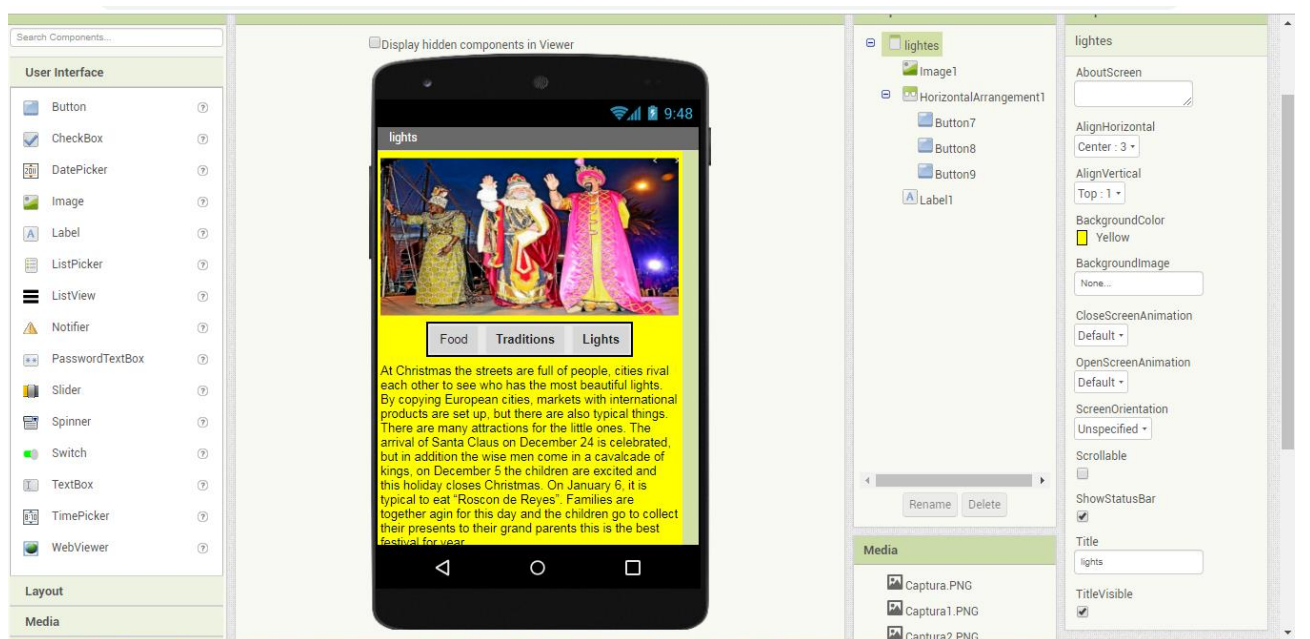 Search Components...
User Interface
Button
CheckBox
DatePicker
Image
Label
ListPicker
ListView
Notifier
PasswordTextBox
Slider
Spinner
Switch
TextBox
TimePicker
WebViewer
Layout
Media
Display hidden components in Viewer
9:48
lights
Food Traditions Lights
At Christmas the streets are full of people, cities rival
each other to see who has the most beautiful lights.
By copying European cities, markets with international
products are set up, but there are also typical things.
There are many attractions for the little ones. The
arrival of Santa Claus on December 24 is celebrated,
but in addition the wise men come in a cavalcade of
kings, on December 5 the children are excited and
this holiday closes Christmas. On January 6, it is
typical to eat “Roscon de Reyes”. Families are
together agin for this day and the children go to collect
their presents to their grand parents this is the best
festival for year
lightes
Image1
HorizontalArrangement1
Button7
Button8
Button9
Label1
Rename Delete
Media
Captura.PNG
Captura1.PNG
Captura2.PNG
lightes
AboutScreen
AlignHorizontal
Center : 3
AlignVertical
Top : 1
BackgroundColor
Yellow
BackgroundImage
None...
CloseScreenAnimation
Default
OpenScreenAnimation
Default
ScreenOrientation
Unspecified
Scrollable
ShowStatusBar
Title
lights
TitleVisible